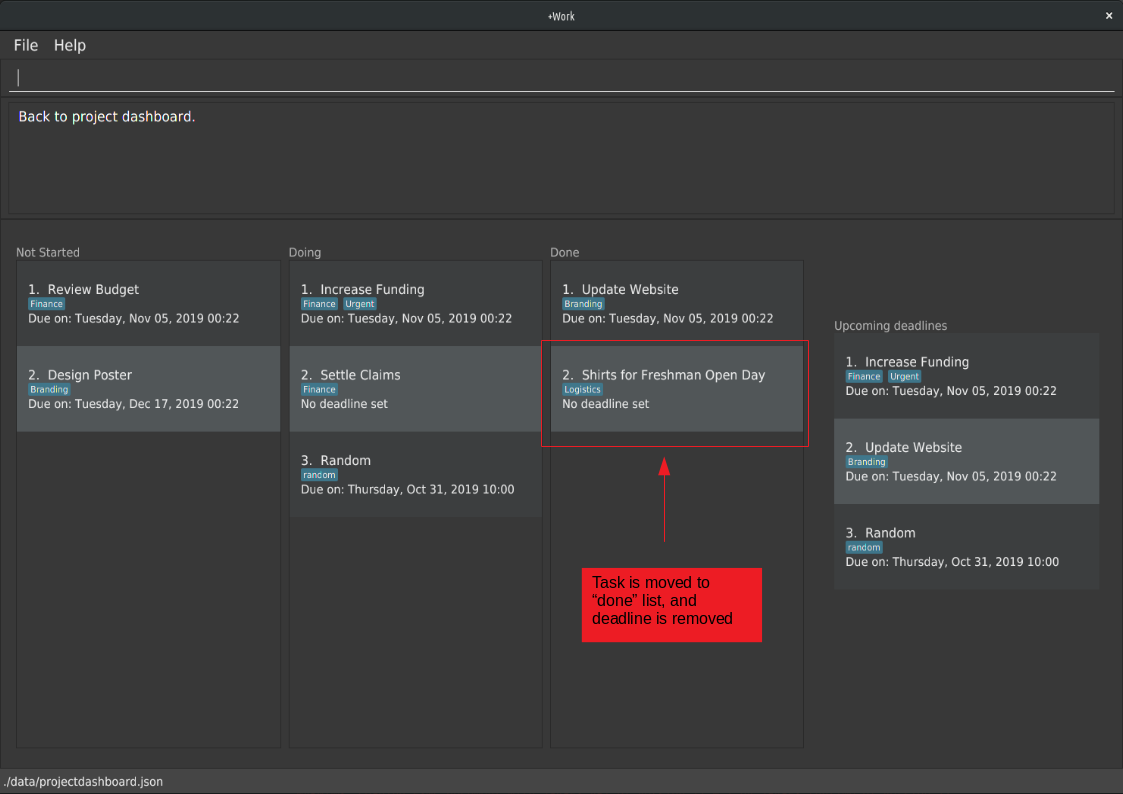 +Work
×
File Help
Back to project dashboard.
Not Started
1. Review Budget
Finance
Due on: Tuesday, Nov 05, 2019 00:22
2. Design Poster
Branding
Due on: Tuesday, Dec 17, 2019 00:22
Doing
1. Increase Funding
Finance Urgent
Due on: Tuesday, Nov 05, 2019 00:22
2. Settle Claims
Finance
No deadline set
3. Random
random
Due on: Thursday, Oct 31, 2019 10:00
Done
1. Update Website
Branding
Due on: Tuesday, Nov 05, 2019 00:22
2. Shirts for Freshman Open Day
Logistics
No deadline set
Task is moved to
“done” list, and
deadline is removed
Upcoming deadlines
1. Increase Funding
Finance Urgent
Due on: Tuesday, Nov 05, 2019 00:22
2. Update Website
Branding
Due on: Tuesday, Nov 05, 2019 00:22
3. Random
random
Due on: Thursday, Oct 31, 2019 10:00
./data/projectdashboard.json